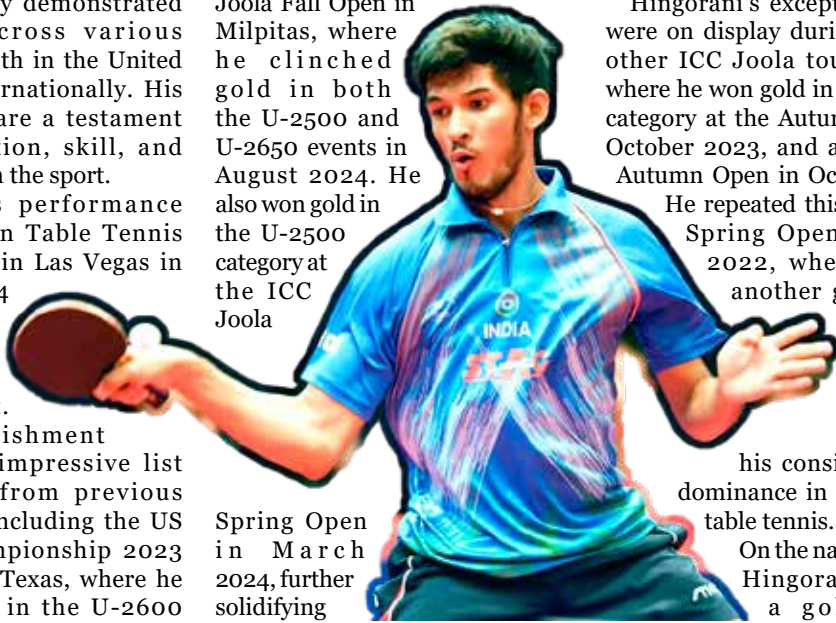 y demonstrated
cross various
th in the United
rnationally. His
are a testament
tion, skill, and
n the sport.
s performance
n Table Tennis
in Las Vegas in
4
.
ishment
impressive list
from previous
ncluding the US
mpionship 2023
Texas, where he
in the U-2600
Joola Fall Open in
Milpitas, where
he clinched
gold in both
the U-2500 and
U-2650 events in
August 2024. He
also won gold in
the U-2500
category at
the ICC
Joola
Spring Open
in March
2024, further
solidifying
INDIA
STAG
Hingorani's except
were on display duri
other ICC Joola tou
where he won gold in
category at the Autum
October 2023, and a
Autumn Open in Oc
He repeated this
Spring Open
2022, whe
another g
his consi
dominance in
table tennis.
On the na
Hingora
a gol